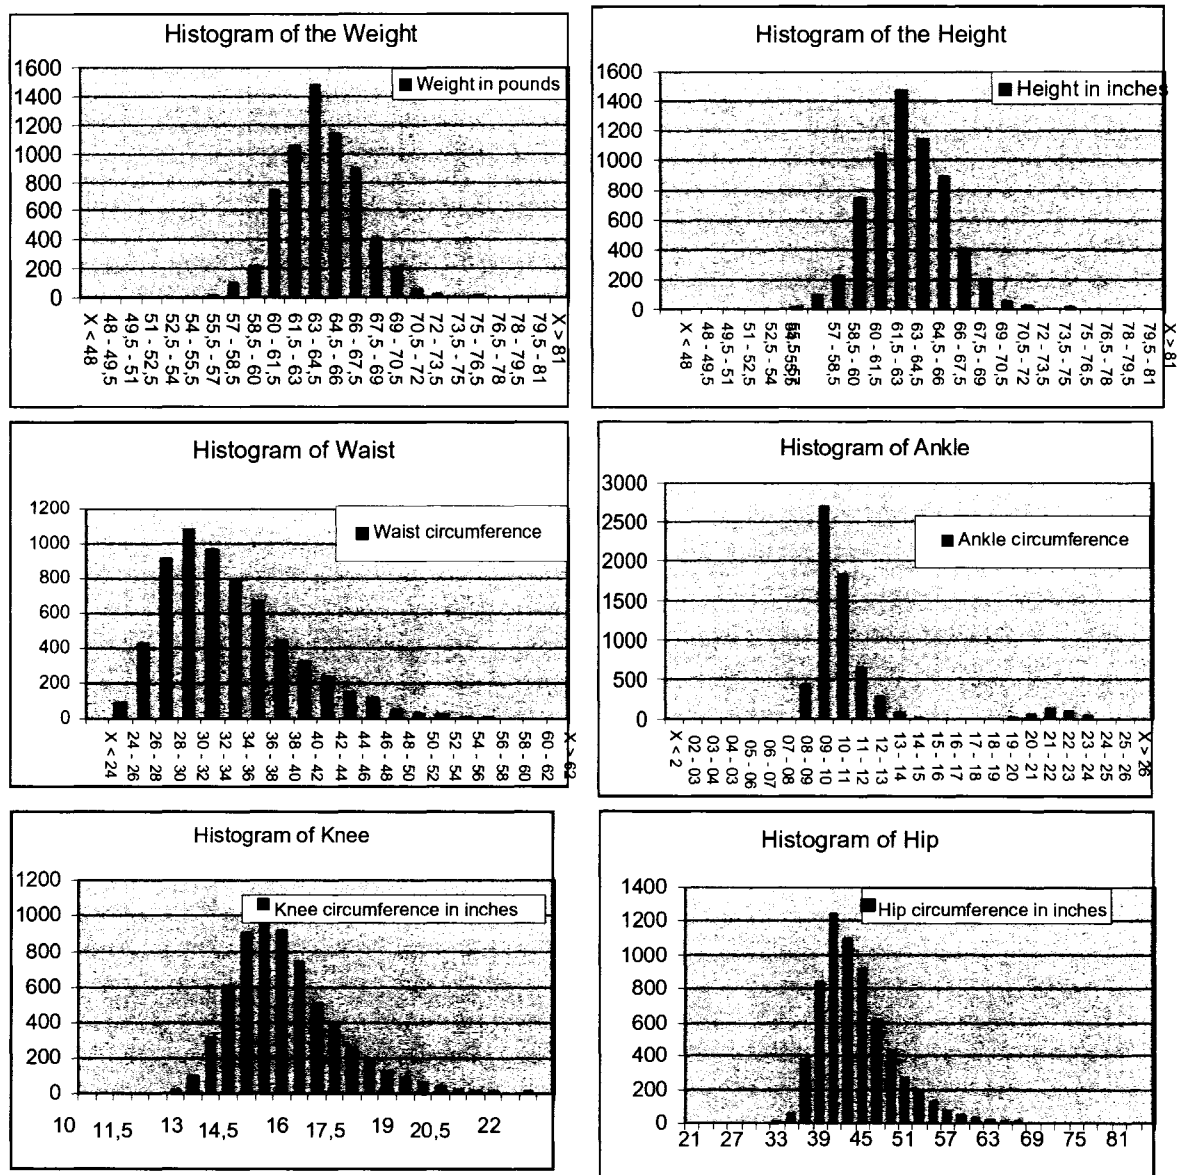 Histogram of the Weight
Weight in pounds
1600
1400
1200
1000
800
600
400
200
0
X < 48
48 - 49,5
49,5 - 51
51 - 52,5
52,5 - 54
54 - 55,5
55,5 - 57
57 - 58,5
58,5 - 60
60 - 61,5
61,5 - 63
63 - 64,5
64,5 - 66
66 - 67,5
67,5 - 69
69 - 70,5
70,5 - 72
72 - 73,5
73,5 - 75
75 - 76,5
76,5 - 78
78 - 79,5
79,5 - 81
X > 81
Histogram of the Height
Height in inches
1600
1400
1200
1000
800
600
400
200
0
X < 48
48 - 49,5
49,5 - 51
51 - 52,5
52,5 - 54
57 - 58,5
58,5 - 60
60 - 61,5
61,5 - 63
63 - 64,5
64,5 - 66
66 - 67,5
67,5 - 69
69 - 70,5
70,5 - 72
72 - 73,5
73,5 - 75
75 - 76,5
76,5 - 78
78 - 79,5
79,5 - 81
X > 81
Histogram of Waist
Waist circumference
1200
1000
800
600
400
200
0
X < 24
24 - 26
26 - 28
28 - 30
30 - 32
32 - 34
34 - 36
36 - 38
38 - 40
40 - 42
42 - 44
44 - 46
46 - 48
48 - 50
02 - 52
52 - 54
54 - 56
56 - 58
58 - 60
60 - 62
X > 62
Histogram of Ankle
Ankle circumference
3000
2500
2000
1500
1000
500
0
X < 2
02 - 03
03 - 04
04 - 03
05 - 06
06 - 07
07 - 08
08 - 09
09 - 10
10 - 11
11 - 12
12 - 13
13 - 14
14 - 15
15 - 16
16 - 17
17 - 18
18 - 19
19 - 20
20 - 21
21 - 22
22 - 23
23 - 24
24 - 25
25 - 26
X > 26
Histogram of Knee
Knee circumference in inches
1200
1000
800
600
400
200
0
10 11,5 13 14,5 16 17,5 19 20,5 22
Histogram of Hip
Hip circumference in inches
1400
1200
1000
800
600
400
200
0
21 27 33 39 45 51 57 63 69 75 81